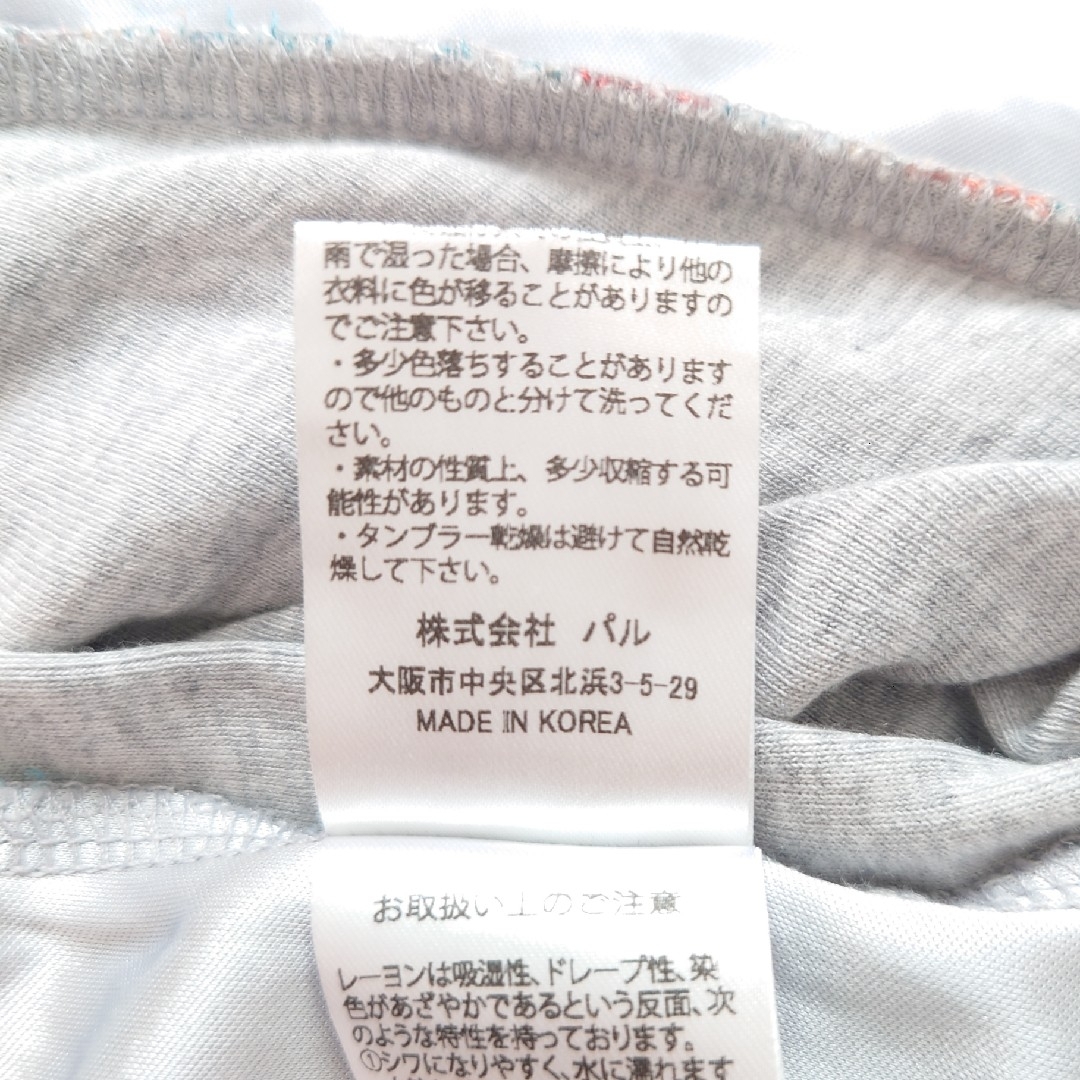 雨で湿った場合、摩擦により他の
衣料に色が移ることがありますの
でご注意下さい。
・多少色落ちすることがあります
ので他のものと分けて洗ってくだ
さい。
・素材の性質上、多少収縮する可
能性があります。
・タンブラー乾燥は避けて自然乾
燥して下さい。
株式会社 パル
大阪市中央区北浜3-5-29
MADE IN KOREA
お取扱い上のご注意
レーヨンは吸湿性、ドレープ性、染
色があざやかであるという反面、次
のような特性を持っております。
①シワになりやすく、水に濡れます